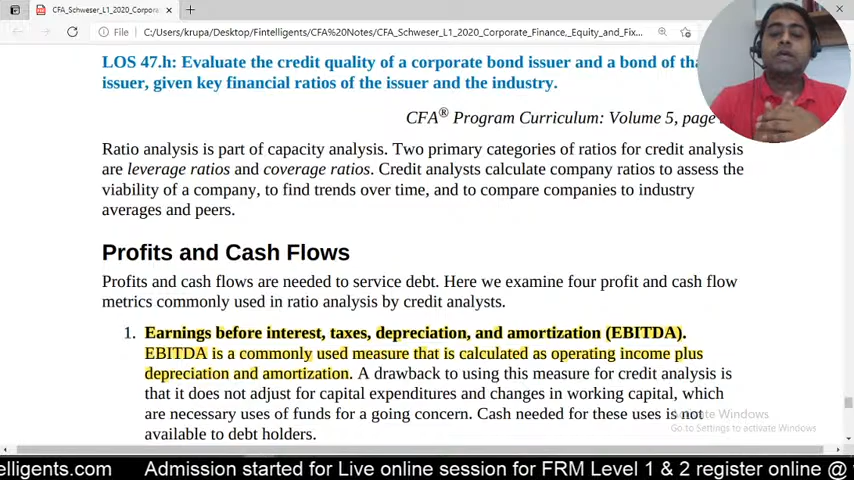 CFA_Schweser_L1_2020_Corpora
File
C:/Users/krupa/Desktop/Fintelligents/CFA%20Notes/CFA_Schweser_L1_2020_Corporate_Finance,_Equity_and_Fix...
LOS 47.h: Evaluate the credit quality of a corporate bond issuer and a bond of tha
issuer, given key financial ratios of the issuer and the industry.
CFA® Program Curriculum: Volume 5, page
Ratio analysis is part of capacity analysis. Two primary categories of ratios for credit analysis
are leverage ratios and coverage ratios. Credit analysts calculate company ratios to assess the
viability of a company, to find trends over time, and to compare companies to industry
averages and peers.
Profits and Cash Flows
Profits and cash flows are needed to service debt. Here we examine four profit and cash flow
metrics commonly used in ratio analysis by credit analysts.
1. Earnings before interest, taxes, depreciation, and amortization (EBITDA).
EBITDA is a commonly used measure that is calculated as operating income plus
depreciation and amortization. A drawback to using this measure for credit analysis is
that it does not adjust for capital expenditures and changes in working capital, which
are necessary uses of funds for a going concern. Cash needed for these uses is not
available to debt holders.
Activate Windows
Go to Settings to activate Windows.
elligents.com Admission started for Live online session for FRM Level 1 & 2 register online @